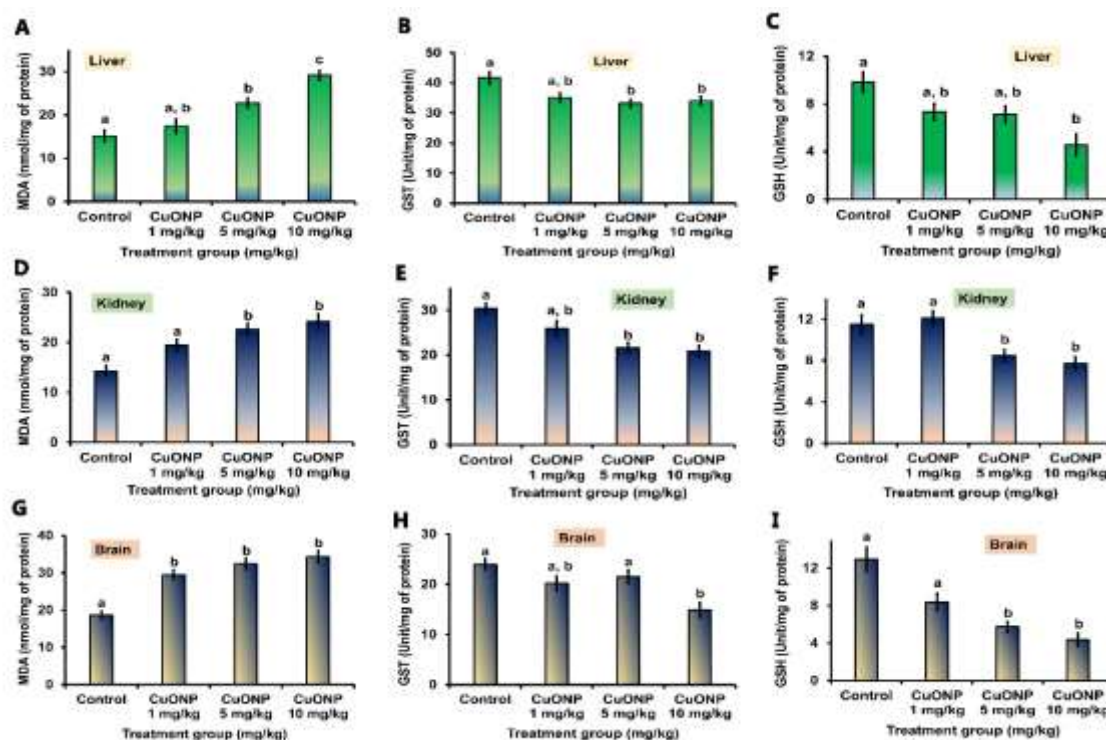 A
Liver
MDA (nmol/mg of protein)
30
20
10
0
a
a, b
b
c
Control
CuONP
1 mg/kg
CuONP
5 mg/kg
CuONP
10 mg/kg
Treatment group (mg/kg)
B
Liver
GST (Unit/mg of protein)
50
40
30
20
10
0
a
a, b
b
b
Control
CuONP
1 mg/kg
CuONP
5 mg/kg
CuONP
10 mg/kg
Treatment group (mg/kg)
C
Liver
GSH (Unit/mg of protein)
12
8
4
0
a
a, b
a, b
b
Control
CuONP
1 mg/kg
CuONP
5 mg/kg
CuONP
10 mg/kg
Treatment group (mg/kg)
D
Kidney
MDA (nmol/mg of protein)
30
20
10
0
a
a
b
b
Control
CuONP
1 mg/kg
CuONP
5 mg/kg
CuONP
10 mg/kg
Treatment group (mg/kg)
E
Kidney
GST (Unit/mg of protein)
30
20
10
0
a
a, b
b
b
Control
CuONP
1 mg/kg
CuONP
5 mg/kg
CuONP
10 mg/kg
Treatment group (mg/kg)
F
Kidney
GSH (Unit/mg of protein)
12
8
4
0
a
a
b
b
Control
CuONP
1 mg/kg
CuONP
5 mg/kg
CuONP
10 mg/kg
Treatment group (mg/kg)
G
Brain
MDA (nmol/mg of protein)
40
30
20
10
0
a
b
b
b
Control
CuONP
1 mg/kg
CuONP
5 mg/kg
CuONP
10 mg/kg
Treatment group (mg/kg)
H
Brain
GST (Unit/mg of protein)
30
20
10
0
a
a, b
a
b
Control
CuONP
1 mg/kg
CuONP
5 mg/kg
CuONP
10 mg/kg
Treatment group (mg/kg)
I
Brain
GSH (Unit/mg of protein)
12
8
4
0
a
a
b
b
Control
CuONP
1 mg/kg
CuONP
5 mg/kg
CuONP
10 mg/kg
Treatment group (mg/kg)